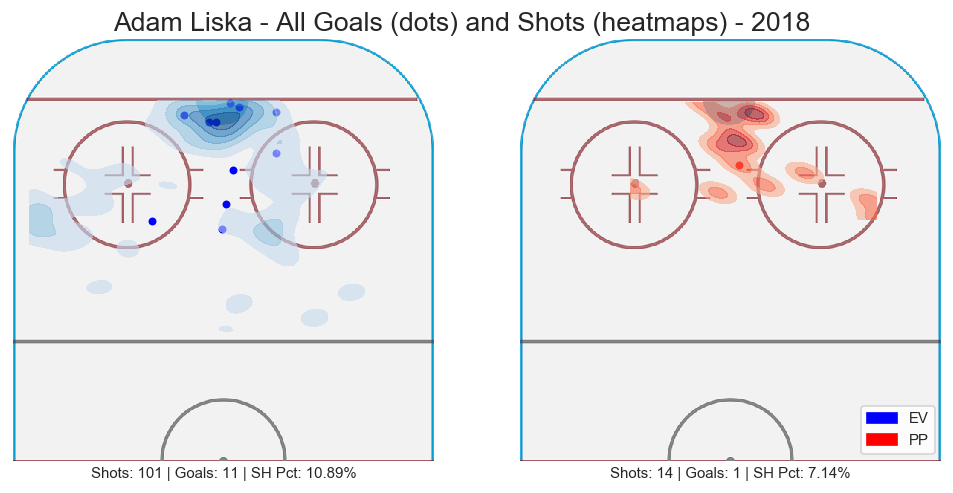 Adam Liska - All Goals (dots) and Shots (heatmaps) - 2018
EV
PP
Shots: 101 | Goals: 11 | SH Pct: 10.89%
Shots: 14 | Goals: 1 | SH Pct: 7.14%